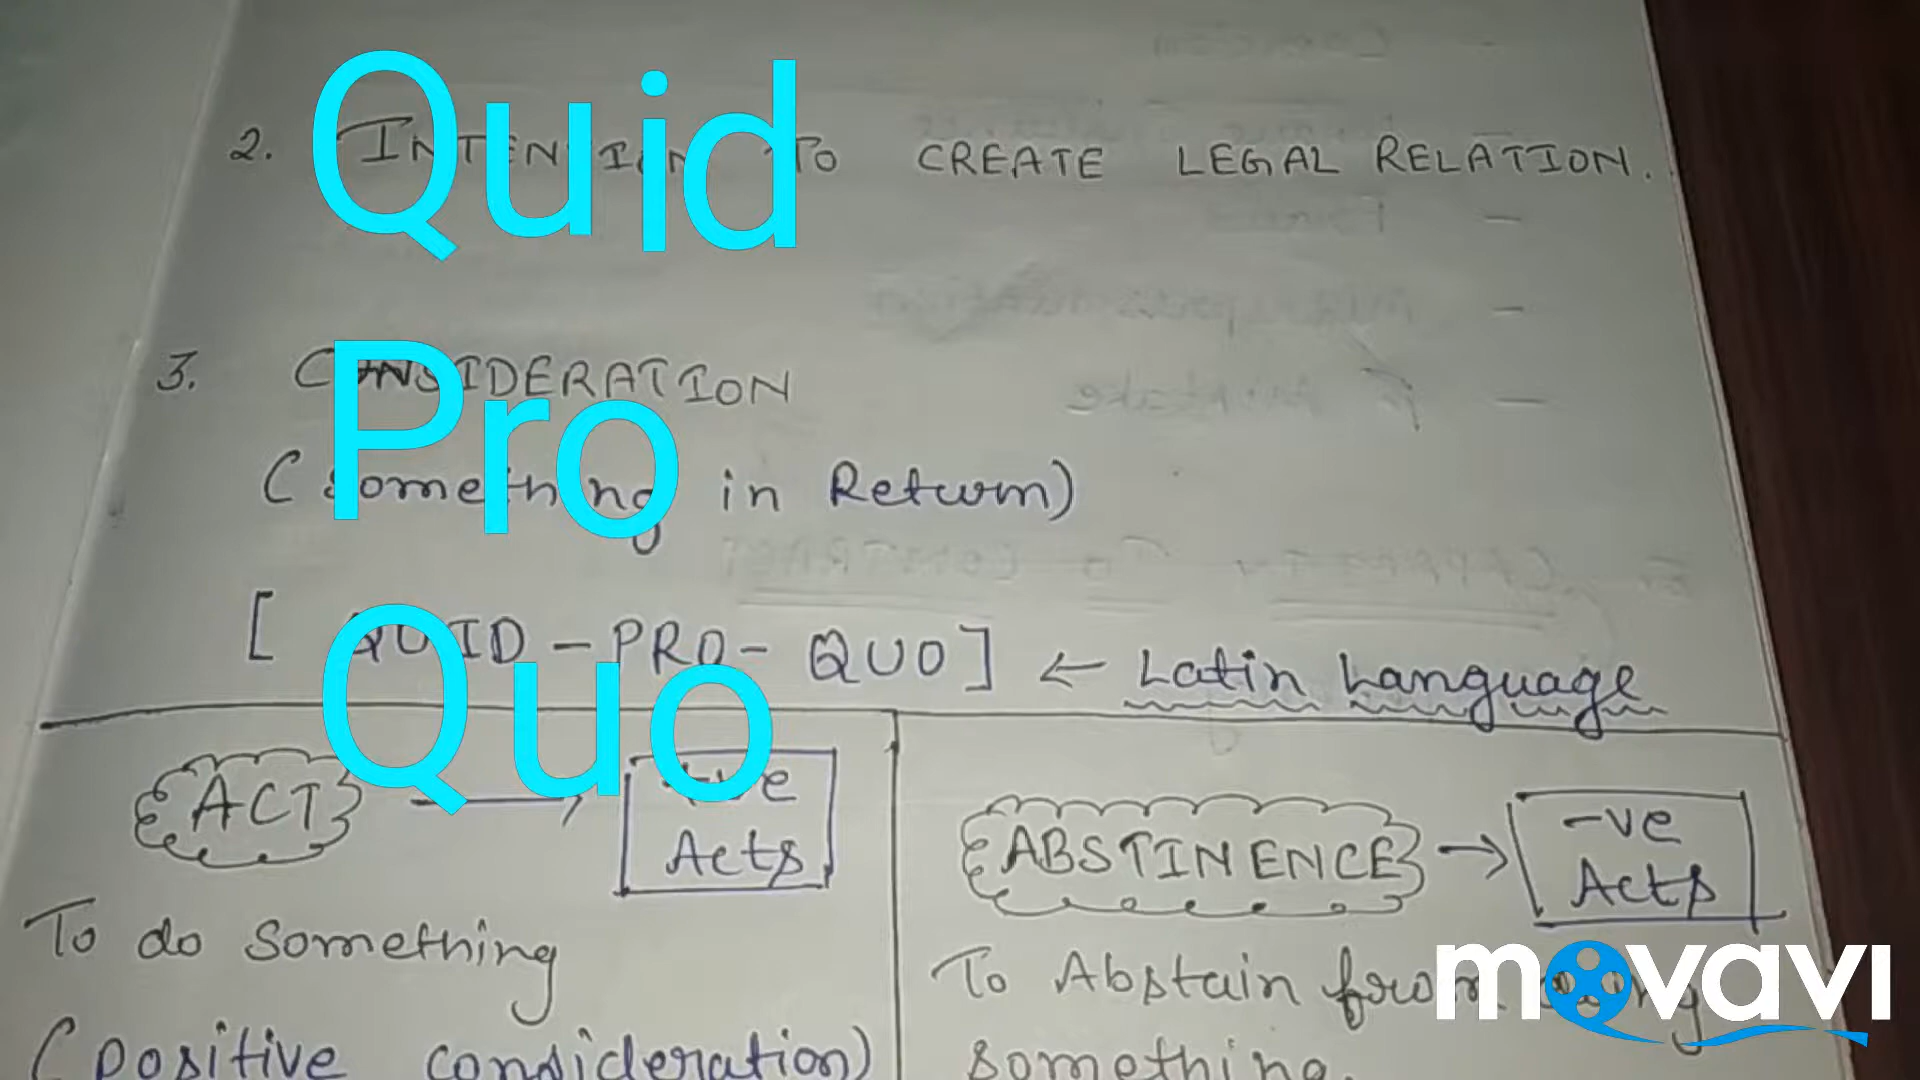 Quid
Pro
Quo
2. INTENTION TO CREATE LEGAL RELATION.
3. CONSIDERATION
(Something in Return)
[QUID-PRO-QUO] ← Latin Language
ACT → +ve Acts
To do something
(positive consideration)
ABSTINENCE → -ve Acts
To Abstain from doing
something.
movavi